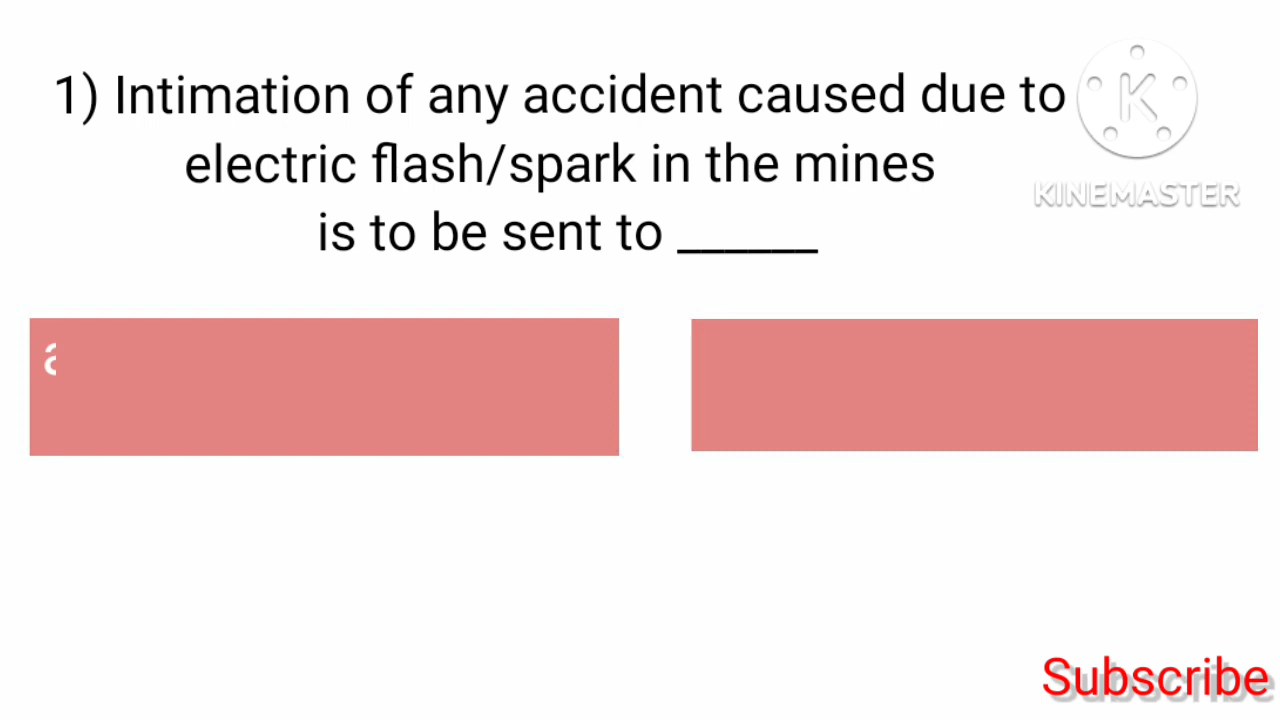 1) Intimation of any accident caused due to
electric flash/spark in the mines
is to be sent to ______
K
KINEMASTER
Subscribe